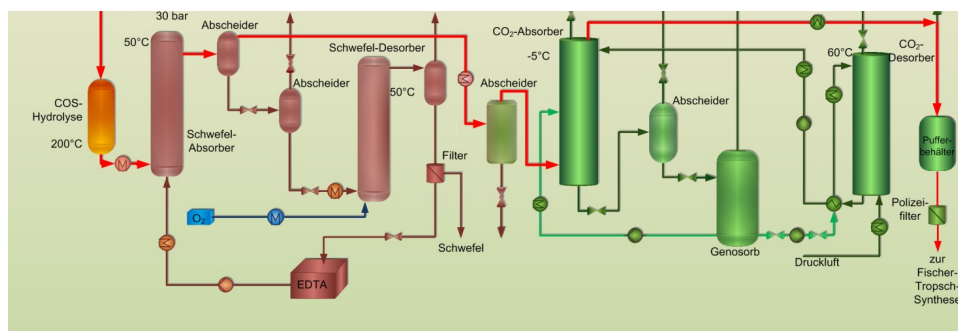 30 bar
50°C
Abscheider
Schwefel-Desorber
CO₂-Absorber
-5°C
60°C
CO₂-
Desorber
Abscheider
50°C
Abscheider
Abscheider
COS-
Hydrolyse
200°C
Schwefel-
Absorber
Filter
Puffer-
behälter
O₂
M
Schwefel
Genosorb
Polizei-
filter
Druckluft
EDTA
zur
Fischer-
Tropsch-
Synthese